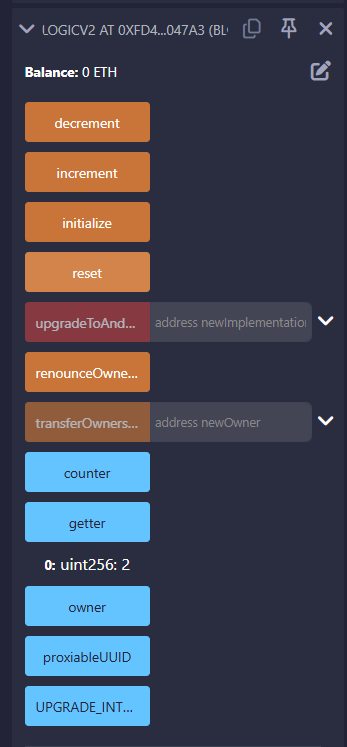 LOGICV2 AT 0XFD4...047A3 (BL
Balance: 0 ETH
decrement
increment
initialize
reset
upgradeToAnd... address newImplementation
renounceOwne...
transferOwners... address newOwner
counter
getter
0: uint256: 2
owner
proxiableUUID
UPGRADE_INT...